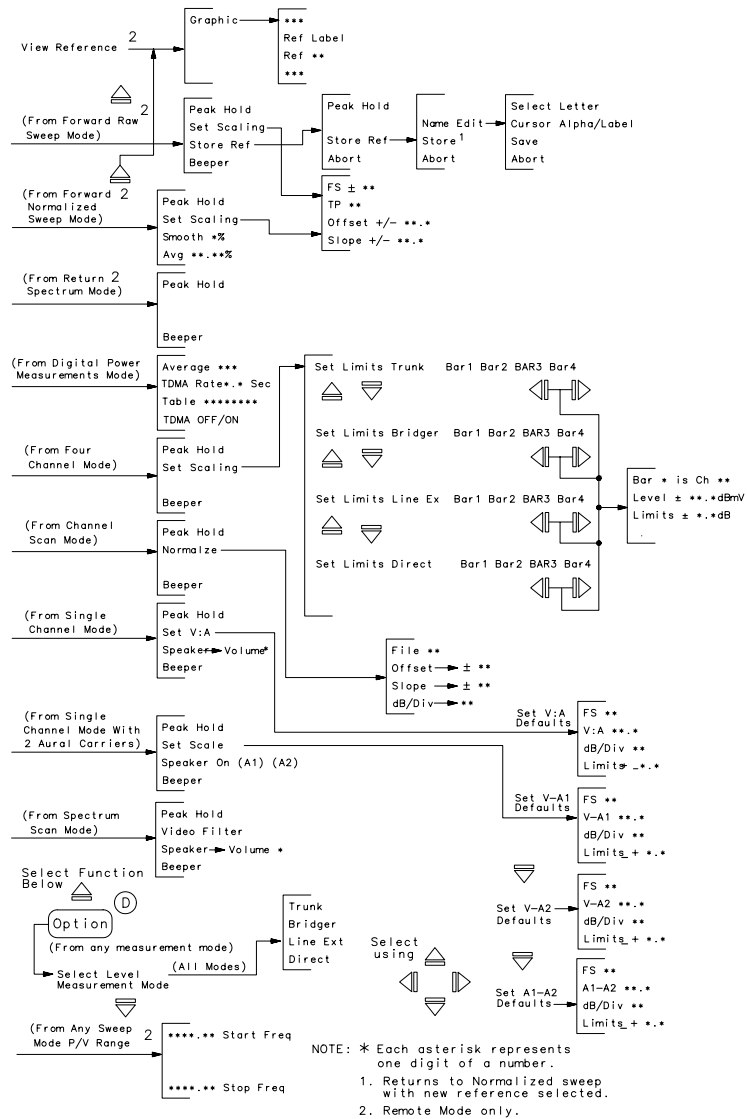 View Reference 2
Graphic
***
Ref Label
Ref **
***
(From Forward Raw 2
Sweep Mode)
Peak Hold
Set Scaling
Store Ref
Beeper
Peak Hold
Store Ref
Abort
Name Edit
Store 1
Abort
Select Letter
Cursor Alpha/Label
Save
Abort
FS ± **
TP **
Offset +/- **.*
Slope +/- **.*
(From Forward 2
Normalized
Sweep Mode)
Peak Hold
Set Scaling
Smooth *%
Avg **.**%
(From Return 2
Spectrum Mode)
Peak Hold
Beeper
(From Digital Power
Measurements Mode)
Average ***
TDMA Rate*.* Sec
Table ********
TDMA OFF/ON
(From Four
Channel Mode)
Peak Hold
Set Scaling
Beeper
Set Limits Trunk Bar1 Bar2 BAR3 Bar4
Set Limits Bridger Bar1 Bar2 BAR3 Bar4
Set Limits Line Ex Bar1 Bar2 BAR3 Bar4
Set Limits Direct Bar1 Bar2 BAR3 Bar4
Bar * is Ch **
Level ± **.*dBmV
Limits ± *.*dB
(From Channel
Scan Mode)
Peak Hold
Normalze
Beeper
File **
Offset ± **
Slope ± **
dB/Div **
(From Single
Channel Mode)
Peak Hold
Set V:A
Speaker Volume*
Beeper
Set V:A
Defaults
FS **
V:A **.*
dB/Div **
Limits+ _*.*
(From Single
Channel Mode With
2 Aural Carriers)
Peak Hold
Set Scale
Speaker On (A1) (A2)
Beeper
Set V-A1
Defaults
FS **
V-A1 **.*
dB/Div **
Limits_+ *.*
(From Spectrum
Scan Mode)
Peak Hold
Video Filter
Speaker Volume *
Beeper
Set V-A2
Defaults
FS **
V-A2 **.*
dB/Div **
Limits_+ *.*
Select Function
Below
D
Option
(From any measurement mode)
Select Level
Measurement Mode
(All Modes)
Trunk
Bridger
Line Ext
Direct
Select
using
Set A1-A2
Defaults
FS **
A1-A2 **.*
dB/Div **
Limits_+ *.*
(From Any Sweep 2
Mode P/V Range
****.** Start Freq
****.** Stop Freq
NOTE: * Each asterisk represents
one digit of a number.
1. Returns to Normalized sweep
with new reference selected.
2. Remote Mode only.